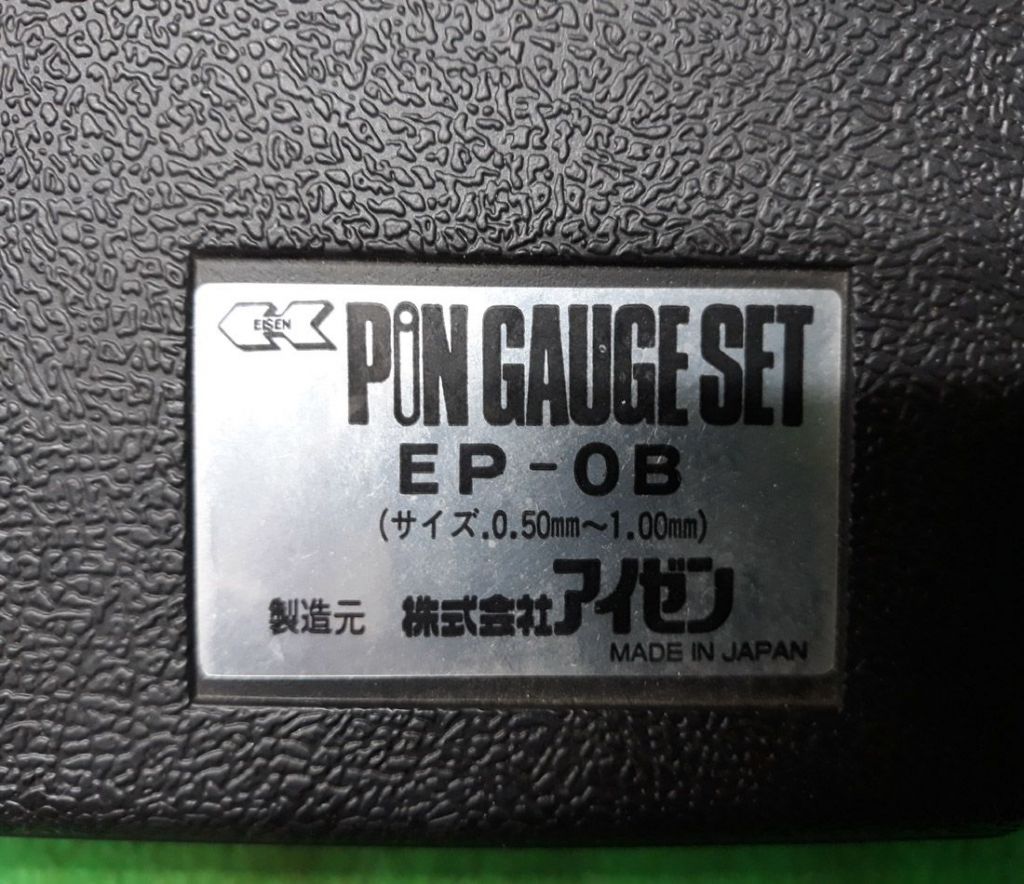 EISEN
PiN GAUGE SET
EP-0B
(サイズ.0.50mm〜1.00mm)
製造元 株式会社アイゼン
MADE IN JAPAN